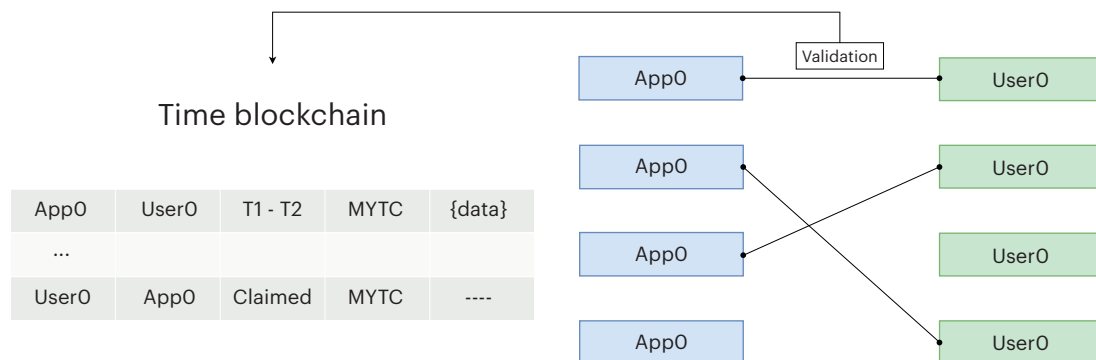 Validation
App0 User0
Time blockchain
App0 User0
App0 User0 T1 - T2 MYTC {data}
...
User0 App0 Claimed MYTC ----
App0 User0
App0 User0